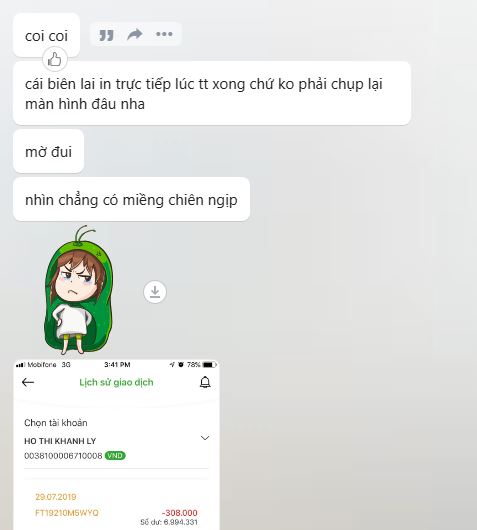 coi coi
cái biên lai in trực tiếp lúc tt xong chứ ko phải chụp lại
màn hình đâu nha
mờ đui
nhìn chẳng có miềng chiên ngịp
Mobifone 3G 3:41 PM 78%
Lịch sử giao dịch
Chọn tài khoản
HO THI KHANH LY
0038100006710008 VND
29.07.2019
FT19210M5WYQ -308.000
Số dư: 6.994.331